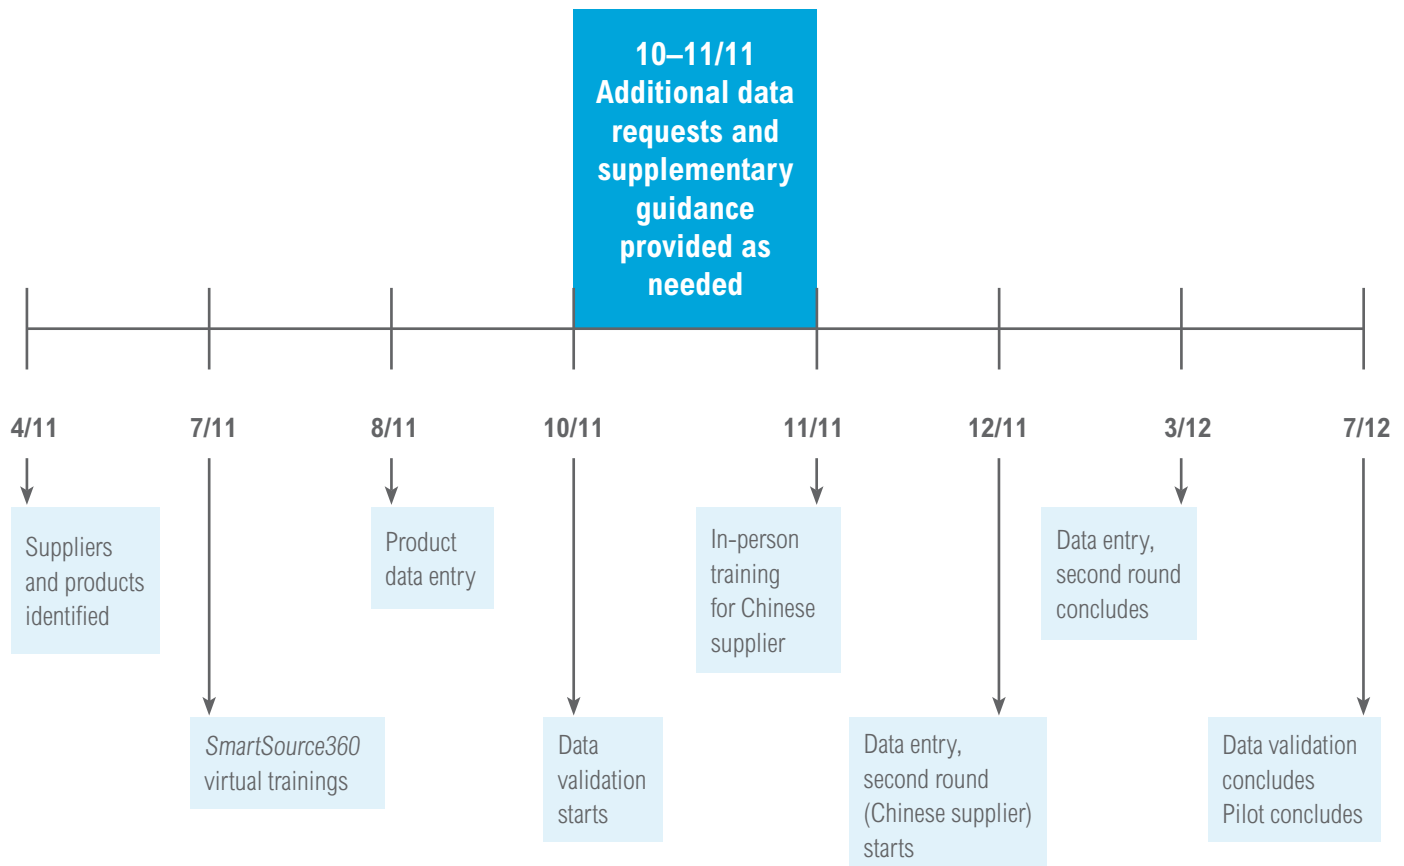 10–11/11
Additional data
requests and
supplementary
guidance
provided as
needed
4/11
7/11
8/11
10/11
11/11
12/11
3/12
7/12
Suppliers
and products
identified
Product
data entry
In-person
training
for Chinese
supplier
Data entry,
second round
concludes
SmartSource360
virtual trainings
Data
validation
starts
Data entry,
second round
(Chinese supplier)
starts
Data validation
concludes
Pilot concludes